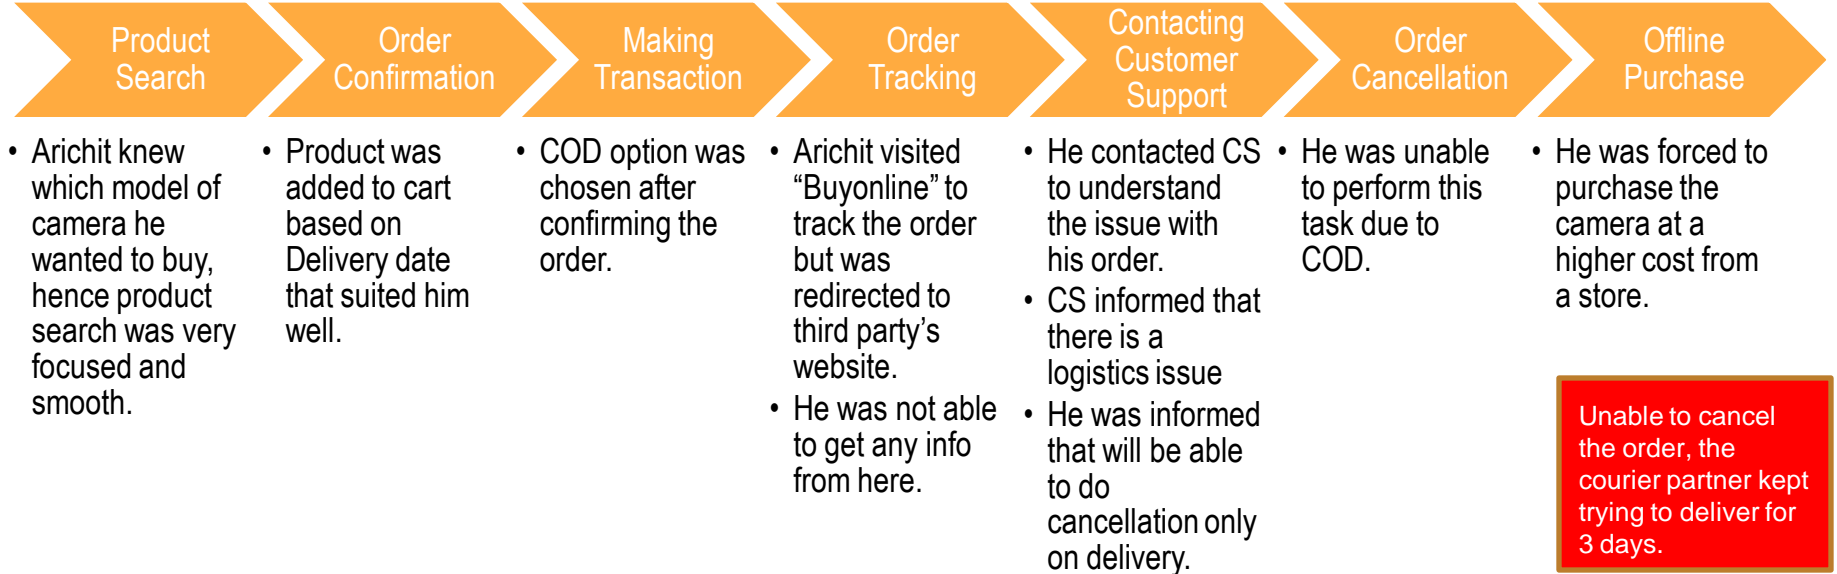 Product
Search
Order
Confirmation
Making
Transaction
Order
Tracking
Contacting
Customer
Support
Order
Cancellation
Offline
Purchase
• Arichit knew
which model of
camera he
wanted to buy,
hence product
search was very
focused and
smooth.
• Product was
added to cart
based on
Delivery date
that suited him
well.
• COD option was
chosen after
confirming the
order.
• Arichit visited
“Buyonline” to
track the order
but was
redirected to
third party’s
website.
• He was not able
to get any info
from here.
• He contacted CS
to understand
the issue with
his order.
• CS informed that
there is a
logistics issue
• He was informed
that will be able
to do
cancellation only
on delivery.
• He was unable
to perform this
task due to
COD.
• He was forced to
purchase the
camera at a
higher cost from
a store.
Unable to cancel
the order, the
courier partner kept
trying to deliver for
3 days.